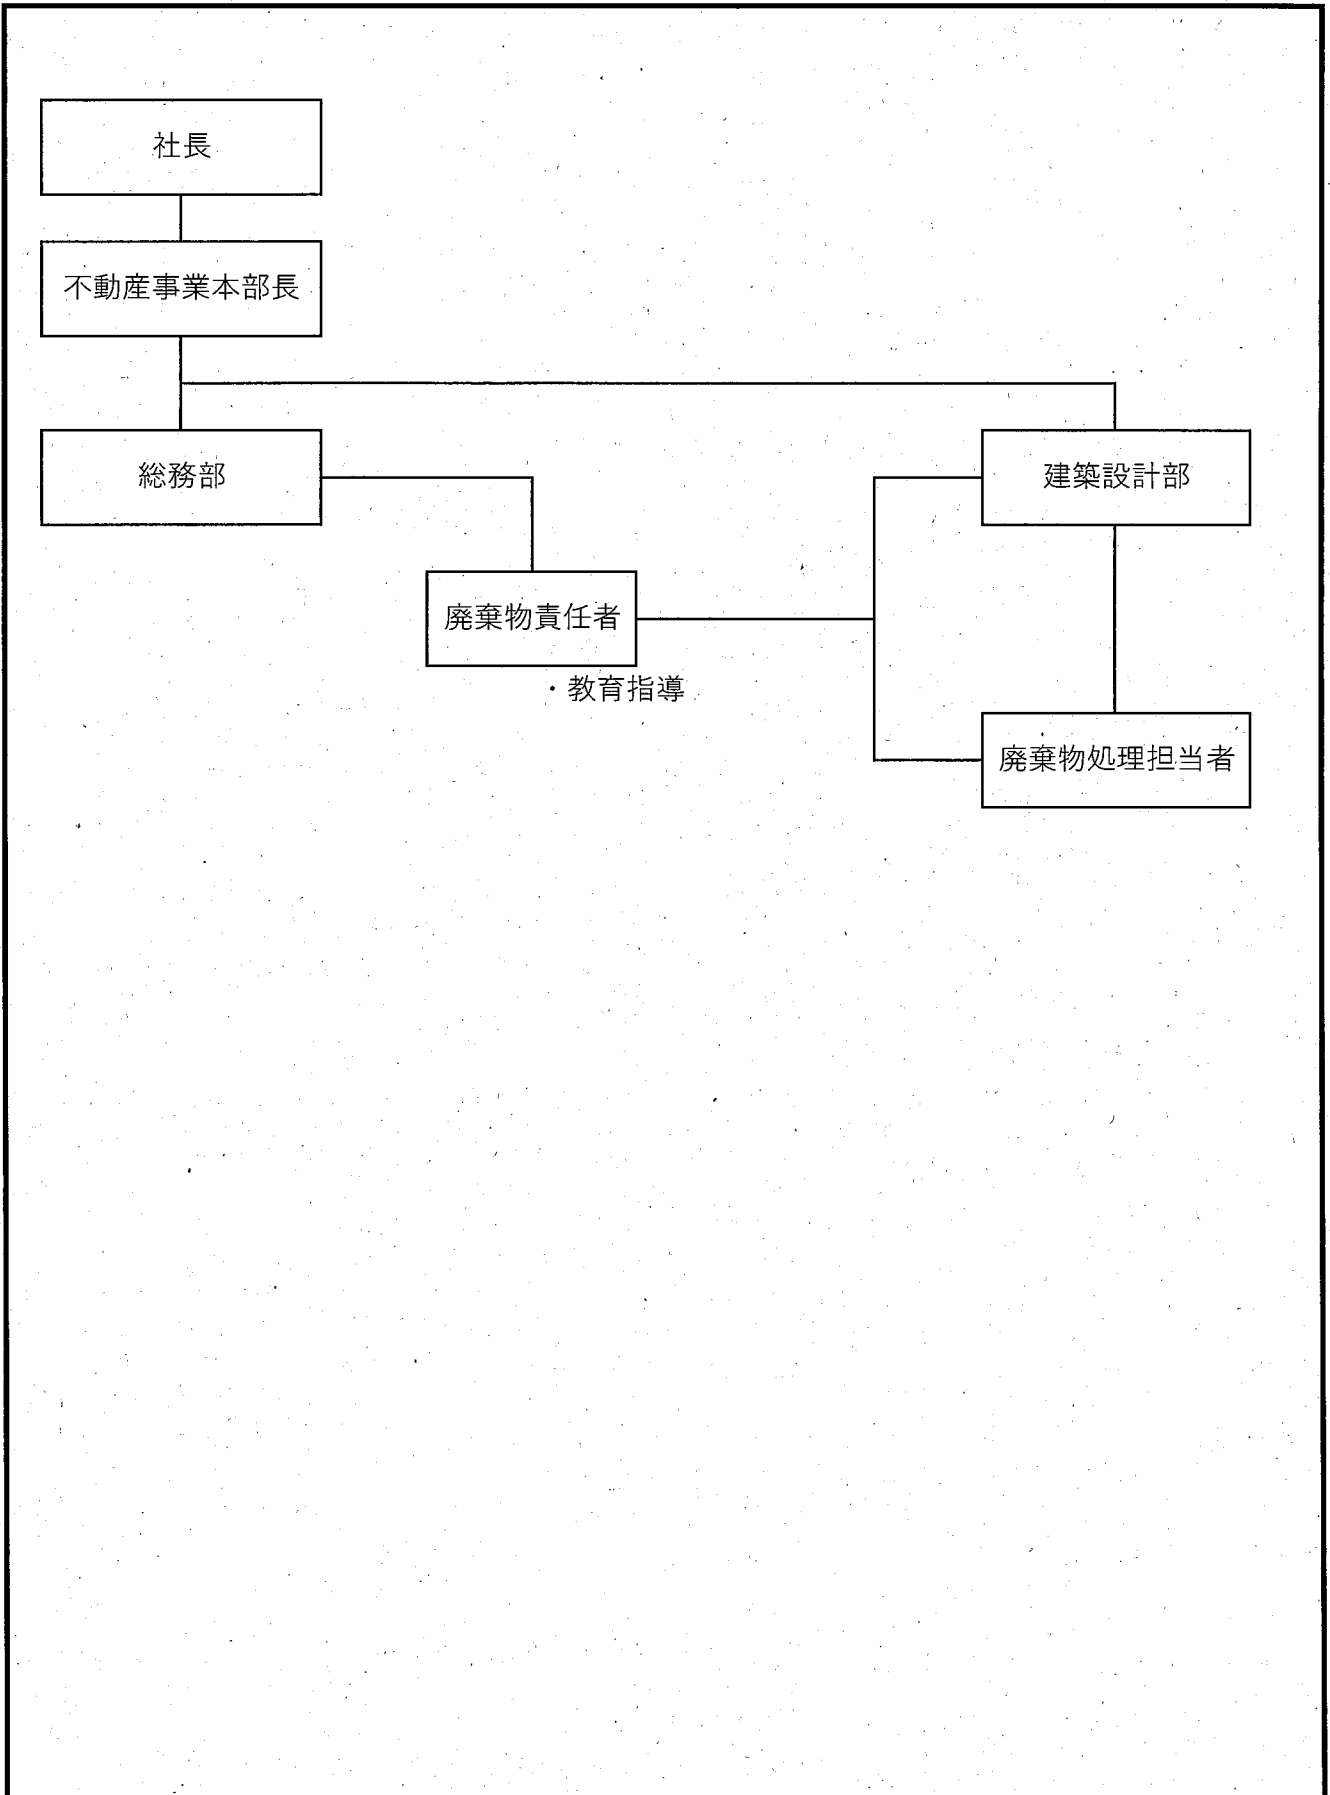 社長
不動産事業本部長
総務部
建築設計部
廃棄物責任者
・教育指導
廃棄物処理担当者